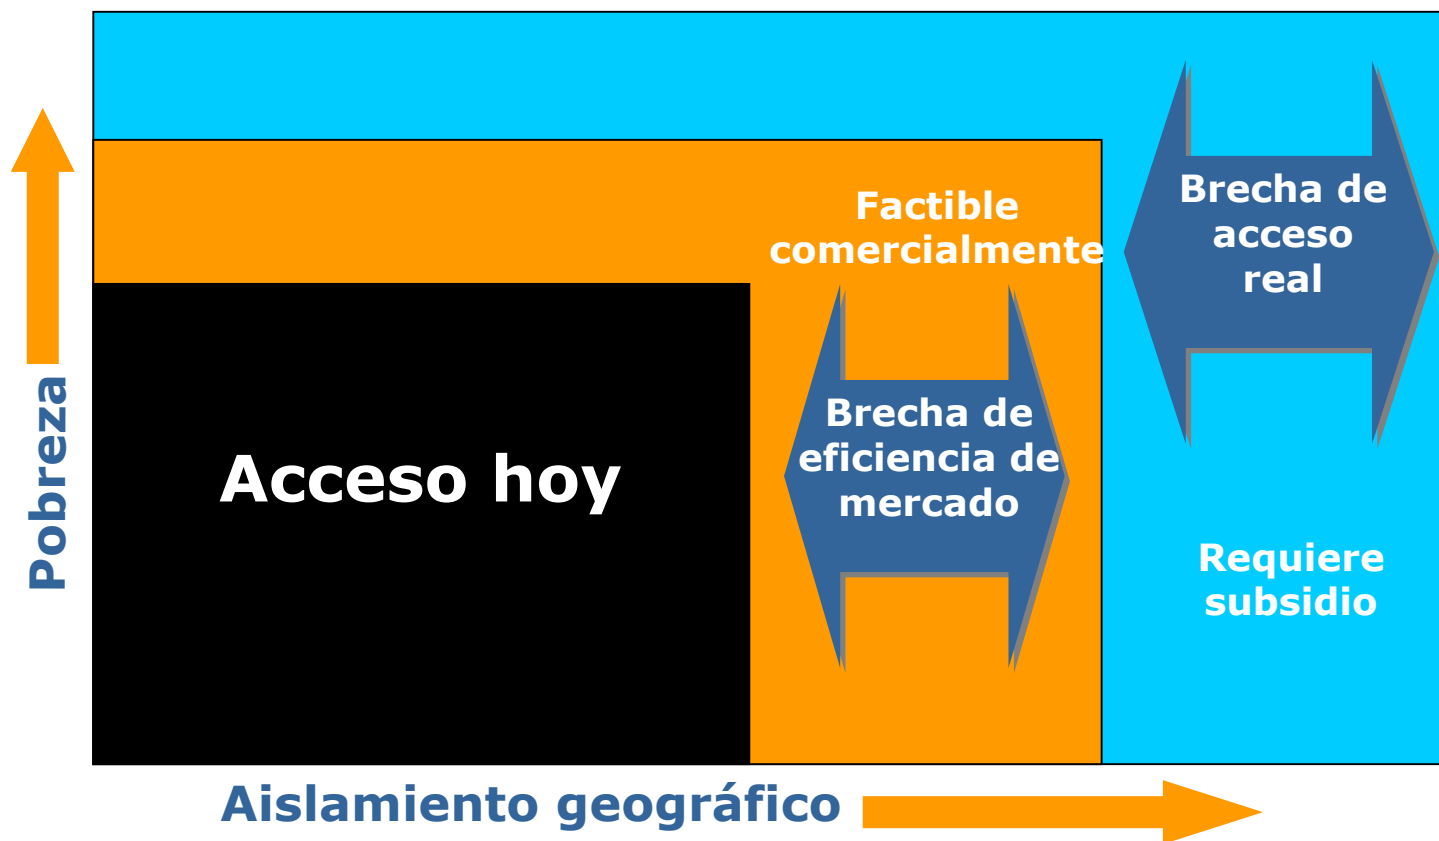 Factible
comercialmente
Brecha de
acceso
real
Brecha de
eficiencia de
mercado
Acceso hoy
Requiere
subsidio
Pobreza
Aislamiento geográfico